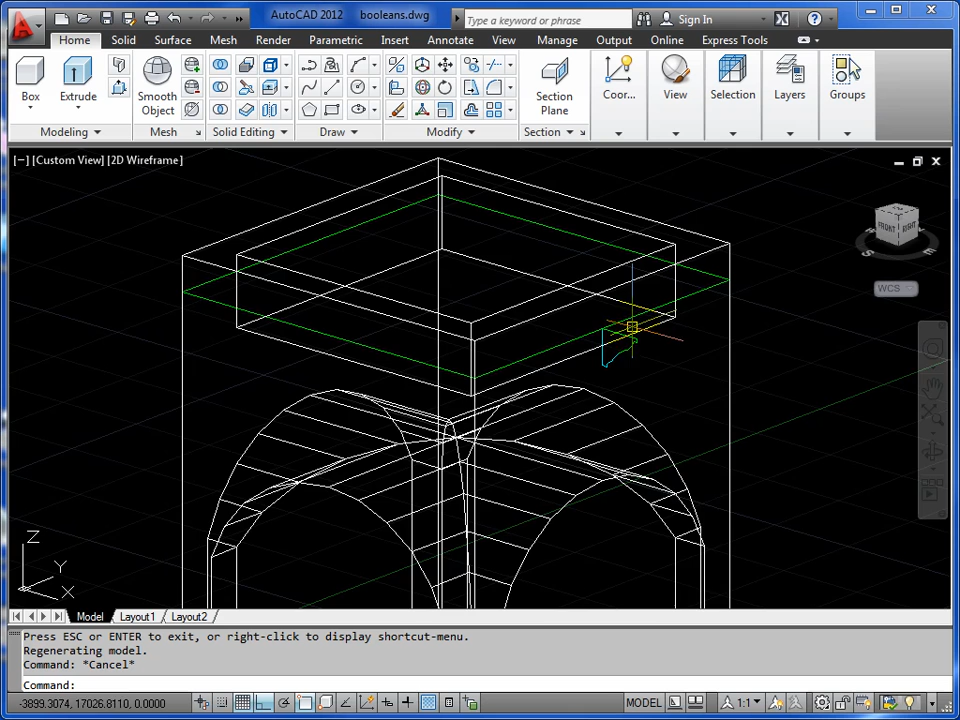 AutoCAD 2012 booleans.dwg
Type a keyword or phrase
Sign In
Home Solid Surface Mesh Render Parametric Insert Annotate View Manage Output Online Express Tools
Box
Extrude
Smooth
Object
Section
Plane
Coor...
View
Selection
Layers
Groups
Modeling
Mesh
Solid Editing
Draw
Modify
Section
[−] [Custom View] [2D Wireframe]
FRONT
RIGHT
S
E
WCS
Z
Y
X
Model Layout1 Layout2
Press ESC or ENTER to exit, or right-click to display shortcut-menu.
Regenerating model.
Command: *Cancel*
Command:
-3899.3074, 17026.8110, 0.0000
MODEL
1:1